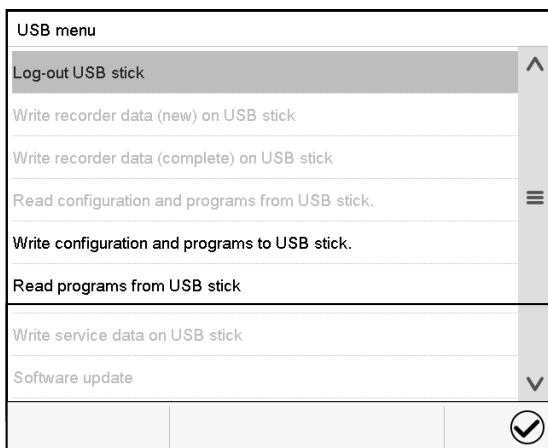 USB menu
Log-out USB stick
Write recorder data (new) on USB stick
Write recorder data (complete) on USB stick
Read configuration and programs from USB stick.
Write configuration and programs to USB stick.
Read programs from USB stick
Write service data on USB stick
Software update